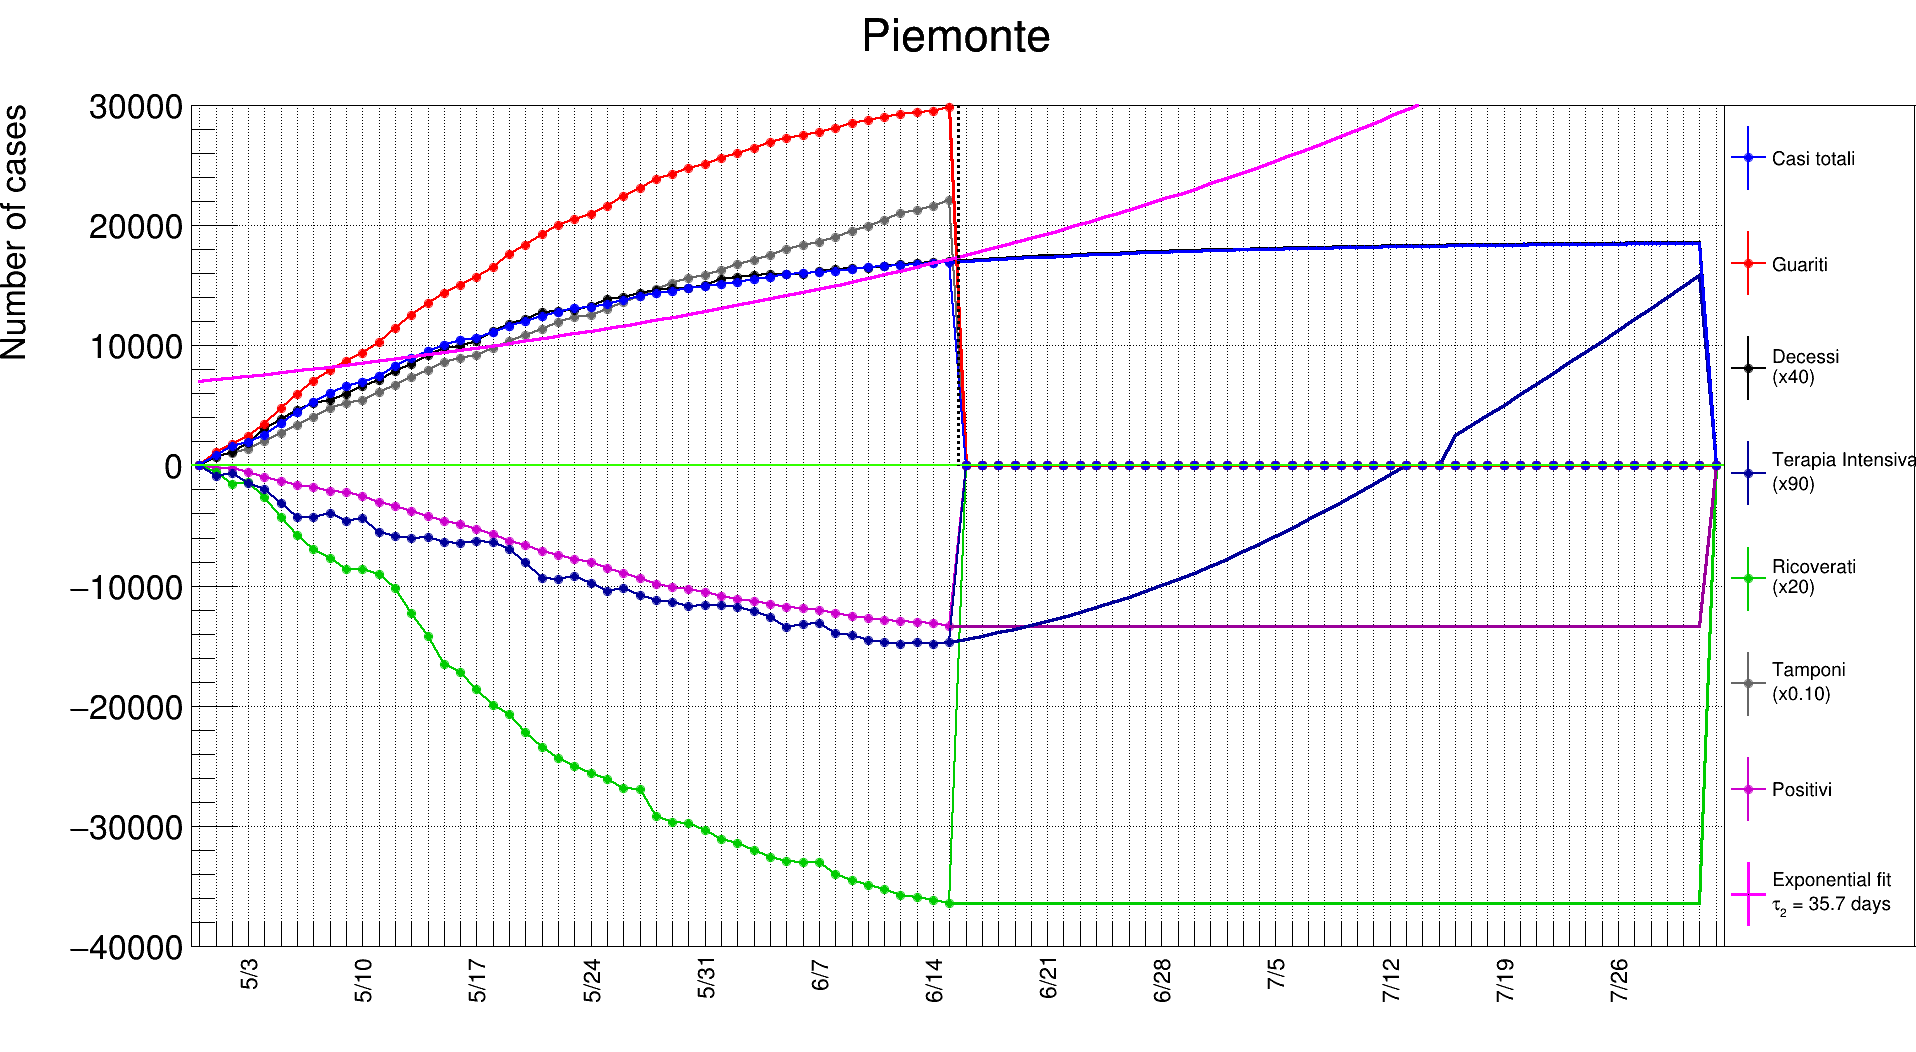 Piemonte
Number of cases
30000
20000
10000
0
−10000
−20000
−30000
−40000
5/3
5/10
5/17
5/24
5/31
6/7
6/14
6/21
6/28
7/5
7/12
7/19
7/26
Casi totali
Guariti
Decessi
(x40)
Terapia Intensiva
(x90)
Ricoverati
(x20)
Tamponi
(x0.10)
Positivi
Exponential fit
τ2 = 35.7 days